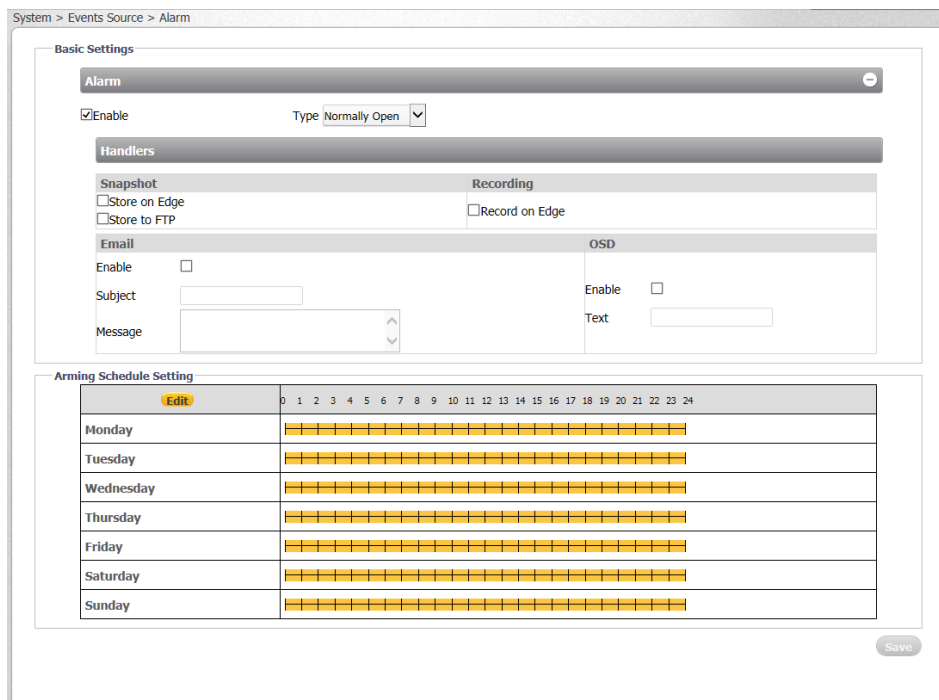 System > Events Source > Alarm
Basic Settings
Alarm
Enable Type Normally Open
Handlers
Snapshot Recording
Store on Edge
Store to FTP
Record on Edge
Email OSD
Enable
Subject
Message
Enable
Text
Arming Schedule Setting
Edit 0 1 2 3 4 5 6 7 8 9 10 11 12 13 14 15 16 17 18 19 20 21 22 23 24
Monday
Tuesday
Wednesday
Thursday
Friday
Saturday
Sunday
Save